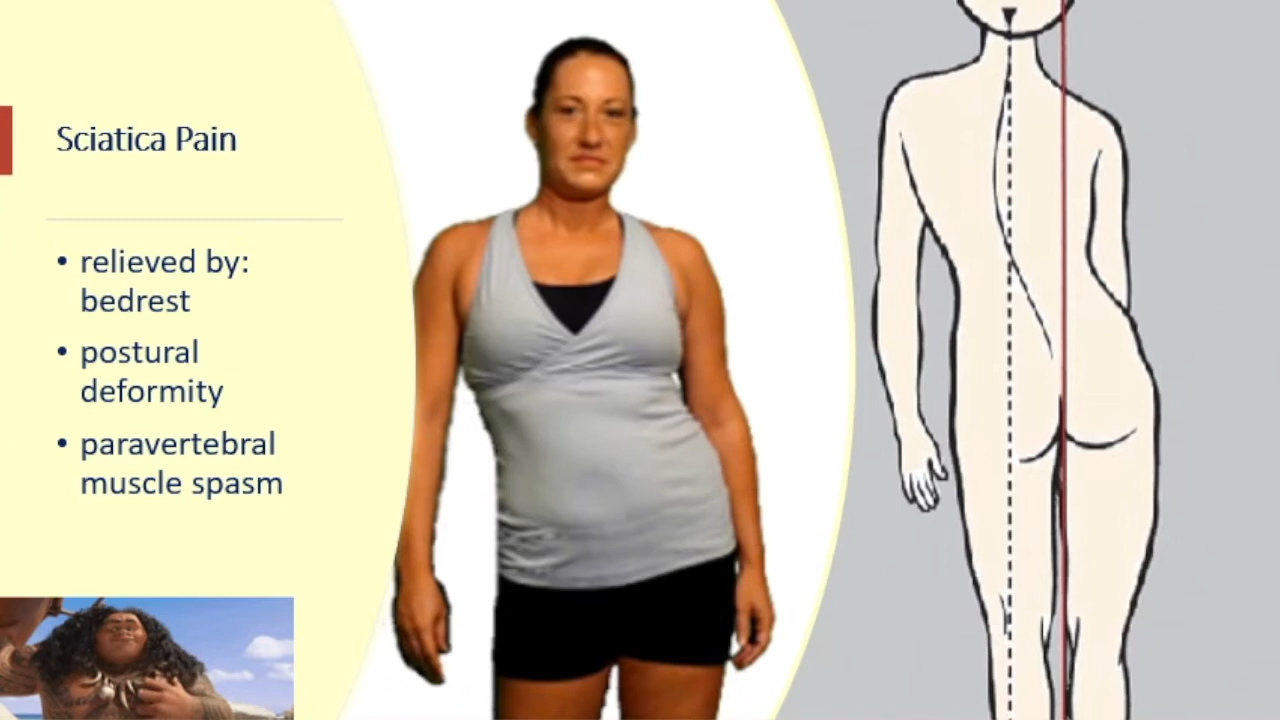 Sciatica Pain
• relieved by:
bedrest
• postural
deformity
• paravertebral
muscle spasm